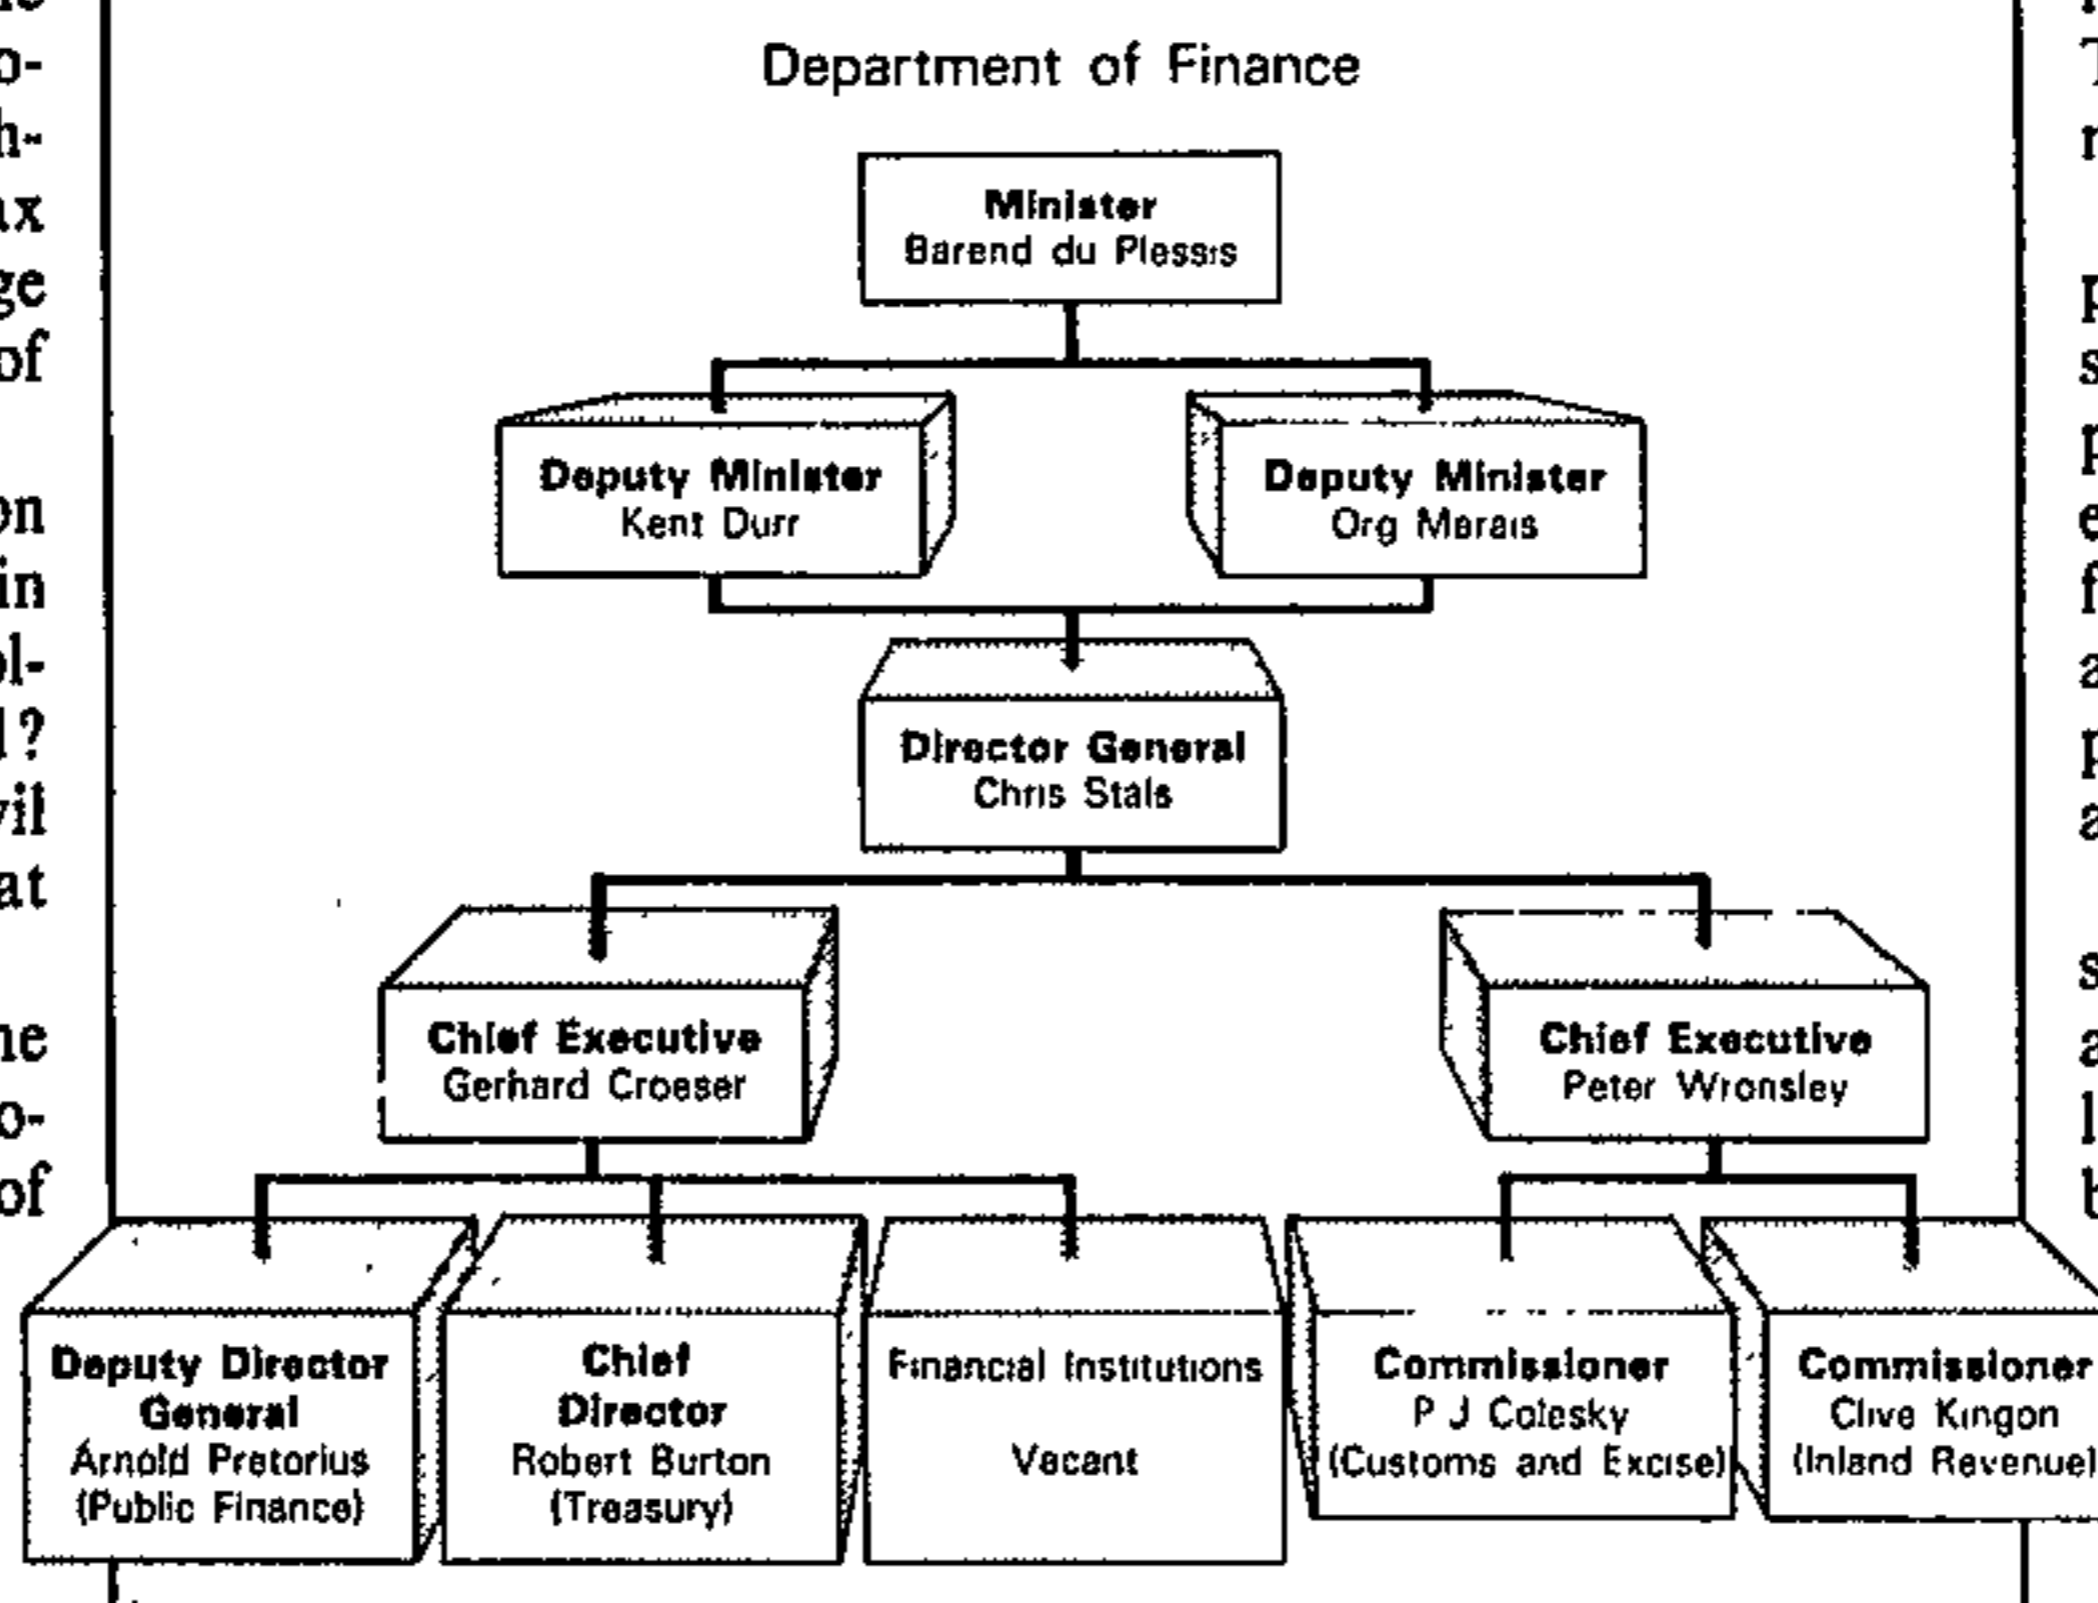 Department of Finance
Minister
Barend du Plessis
Deputy Minister
Kent Durr
Deputy Minister
Org Marais
Director General
Chris Stals
Chief Executive
Gerhard Croeser
Chief Executive
Peter Wronsley
Deputy Director
General
Arnold Pretorius
(Public Finance)
Chief
Director
Robert Burton
(Treasury)
Financial Institutions
Vacant
Commissioner
P J Colesky
(Customs and Excise)
Commissioner
Clive Kingon
(Inland Revenue)